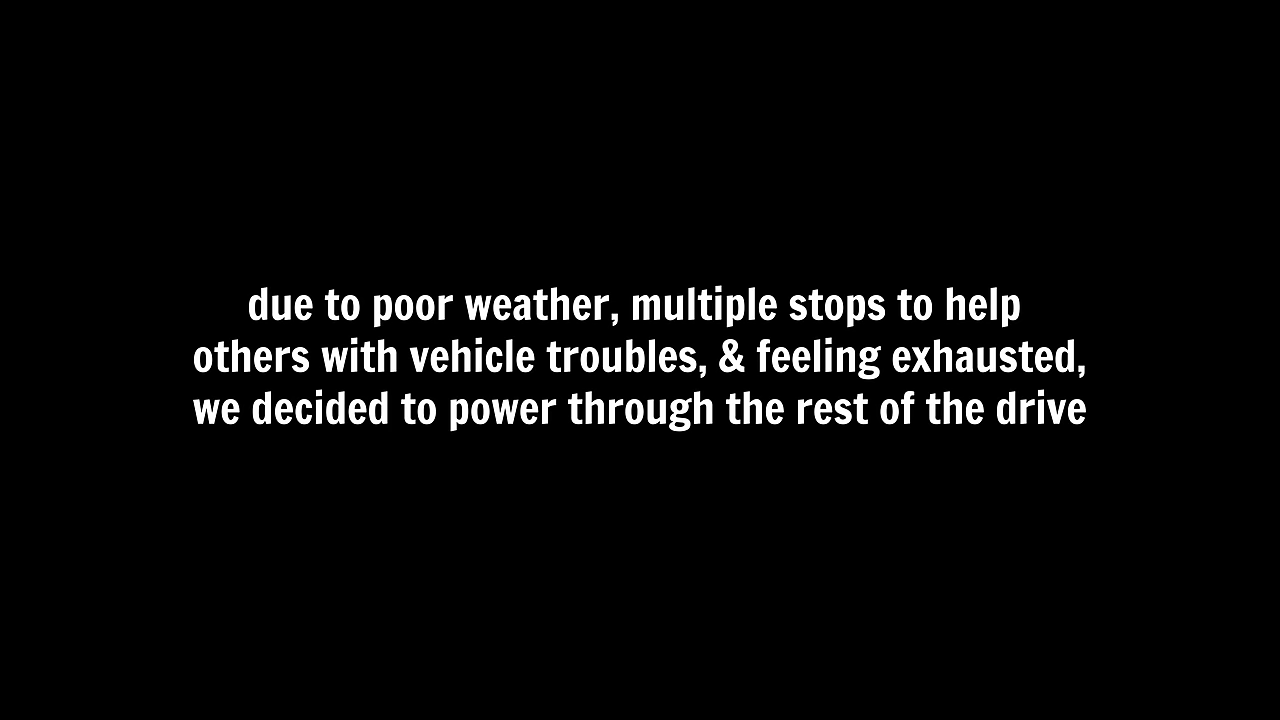 due to poor weather, multiple stops to help
others with vehicle troubles, & feeling exhausted,
we decided to power through the rest of the drive